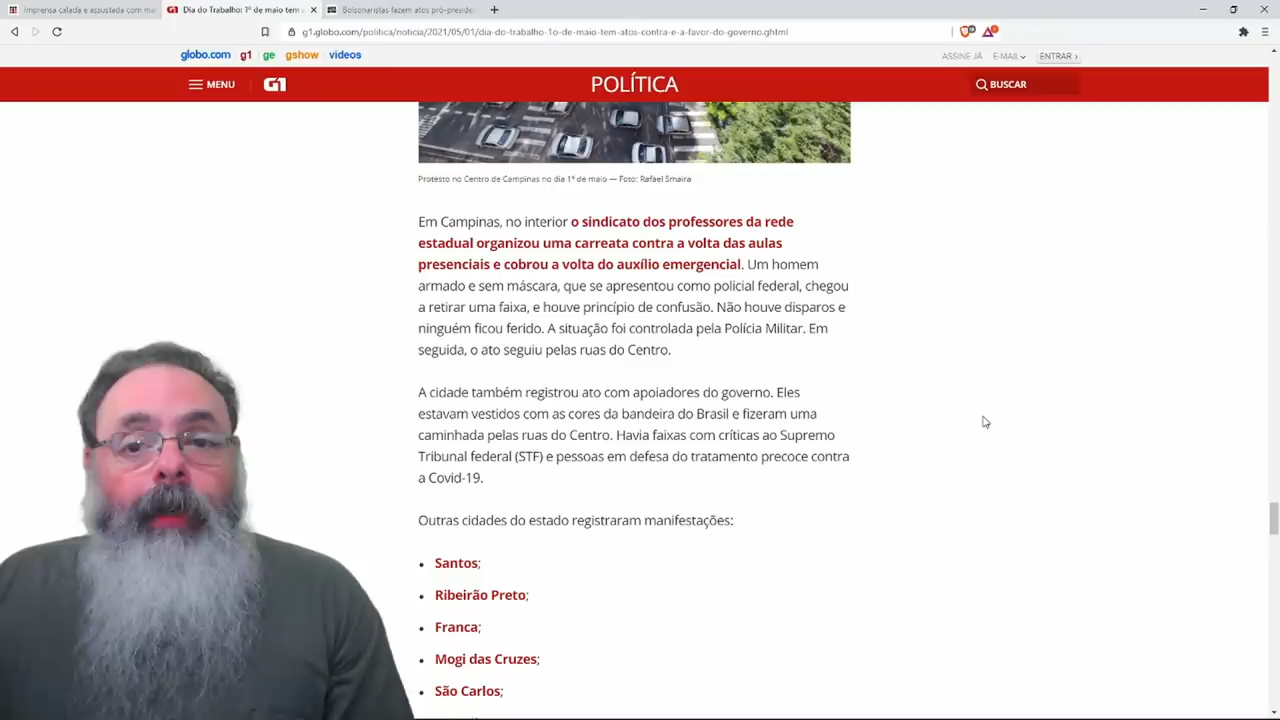 Imprensa calada e assustada com ma
Dia do Trabalho: 1º de maio tem a
Bolsonaristas fazem atos pró-preside
g1.globo.com/politica/noticia/2021/05/01/dia-do-trabalho-1o-de-maio-tem-atos-contra-e-a-favor-do-governo.ghtml
globo.com g1 ge gshow videos
ASSINE JÁ E-MAIL ENTRAR ›
MENU G1 POLÍTICA BUSCAR
Protesto no Centro de Campinas no dia 1º de maio — Foto: Rafael Smaira
Em Campinas, no interior o sindicato dos professores da rede
estadual organizou uma carreata contra a volta das aulas
presenciais e cobrou a volta do auxílio emergencial. Um homem
armado e sem máscara, que se apresentou como policial federal, chegou
a retirar uma faixa, e houve princípio de confusão. Não houve disparos e
ninguém ficou ferido. A situação foi controlada pela Polícia Militar. Em
seguida, o ato seguiu pelas ruas do Centro.
A cidade também registrou ato com apoiadores do governo. Eles
estavam vestidos com as cores da bandeira do Brasil e fizeram uma
caminhada pelas ruas do Centro. Havia faixas com críticas ao Supremo
Tribunal federal (STF) e pessoas em defesa do tratamento precoce contra
a Covid-19.
Outras cidades do estado registraram manifestações:
Santos;
Ribeirão Preto;
Franca;
Mogi das Cruzes;
São Carlos;